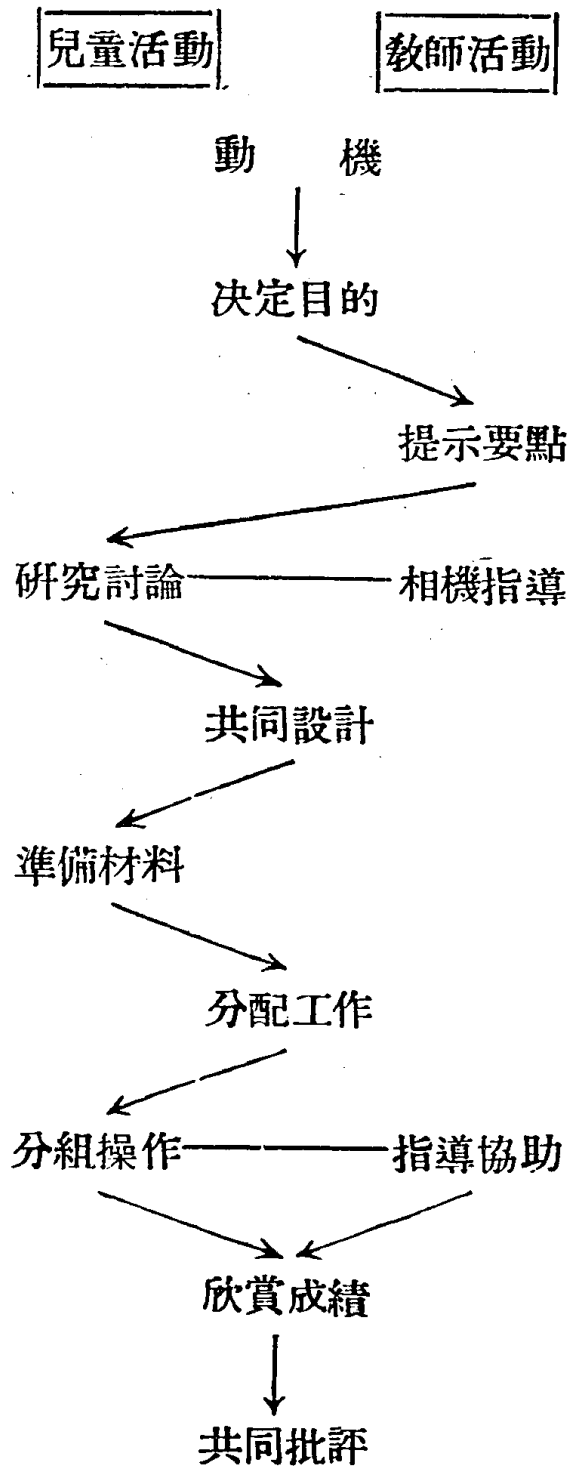 兒童活動 教師活動
動 機
決定目的
提示要點
研究討論 相機指導
共同設計
準備材料
分配工作
分組操作 指導協助
欣賞成績
共同批評